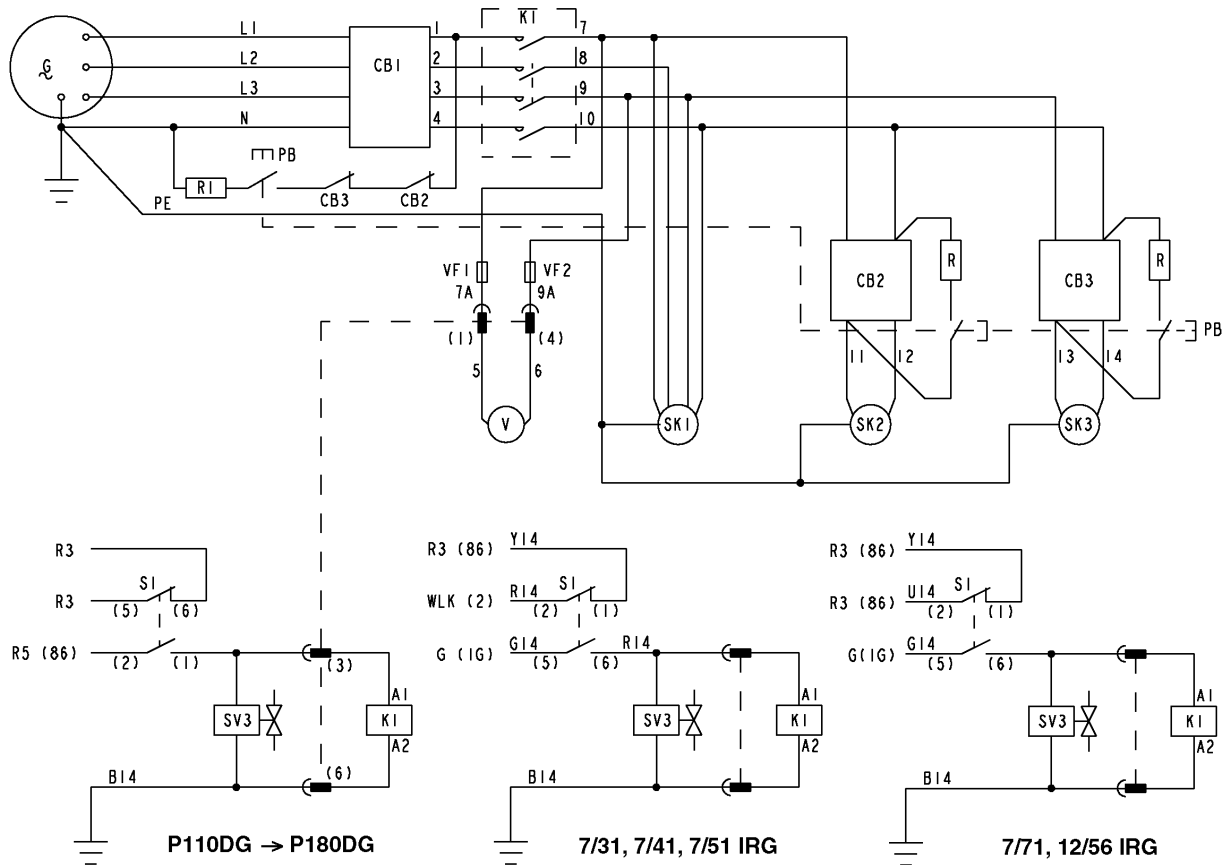 L1 1 K1 7
G L2 CB1 2 8
L3 3 9
N 4 10
PB
R1
CB3 CB2
PE
VF1 VF2
7A 9A
CB2 R CB3 R
(1) (4) PB
11 12 13 14
5 6
V SK1 SK2 SK3
R3
S1
R3 (5) (6)
R5 (86) (2) (1) (3)
A1
SV3 K1
A2
(6)
B14
P110DG → P180DG
R3 (86) Y14
S1
WLK (2) R14 (2) (1)
G (1G) G14 (5) (6) R14
A1
SV3 K1
A2
B14
7/31, 7/41, 7/51 IRG
R3 (86) Y14
S1
R3 (86) U14 (2) (1)
G(1G) G14 (5) (6)
A1
SV3 K1
A2
B14
7/71, 12/56 IRG